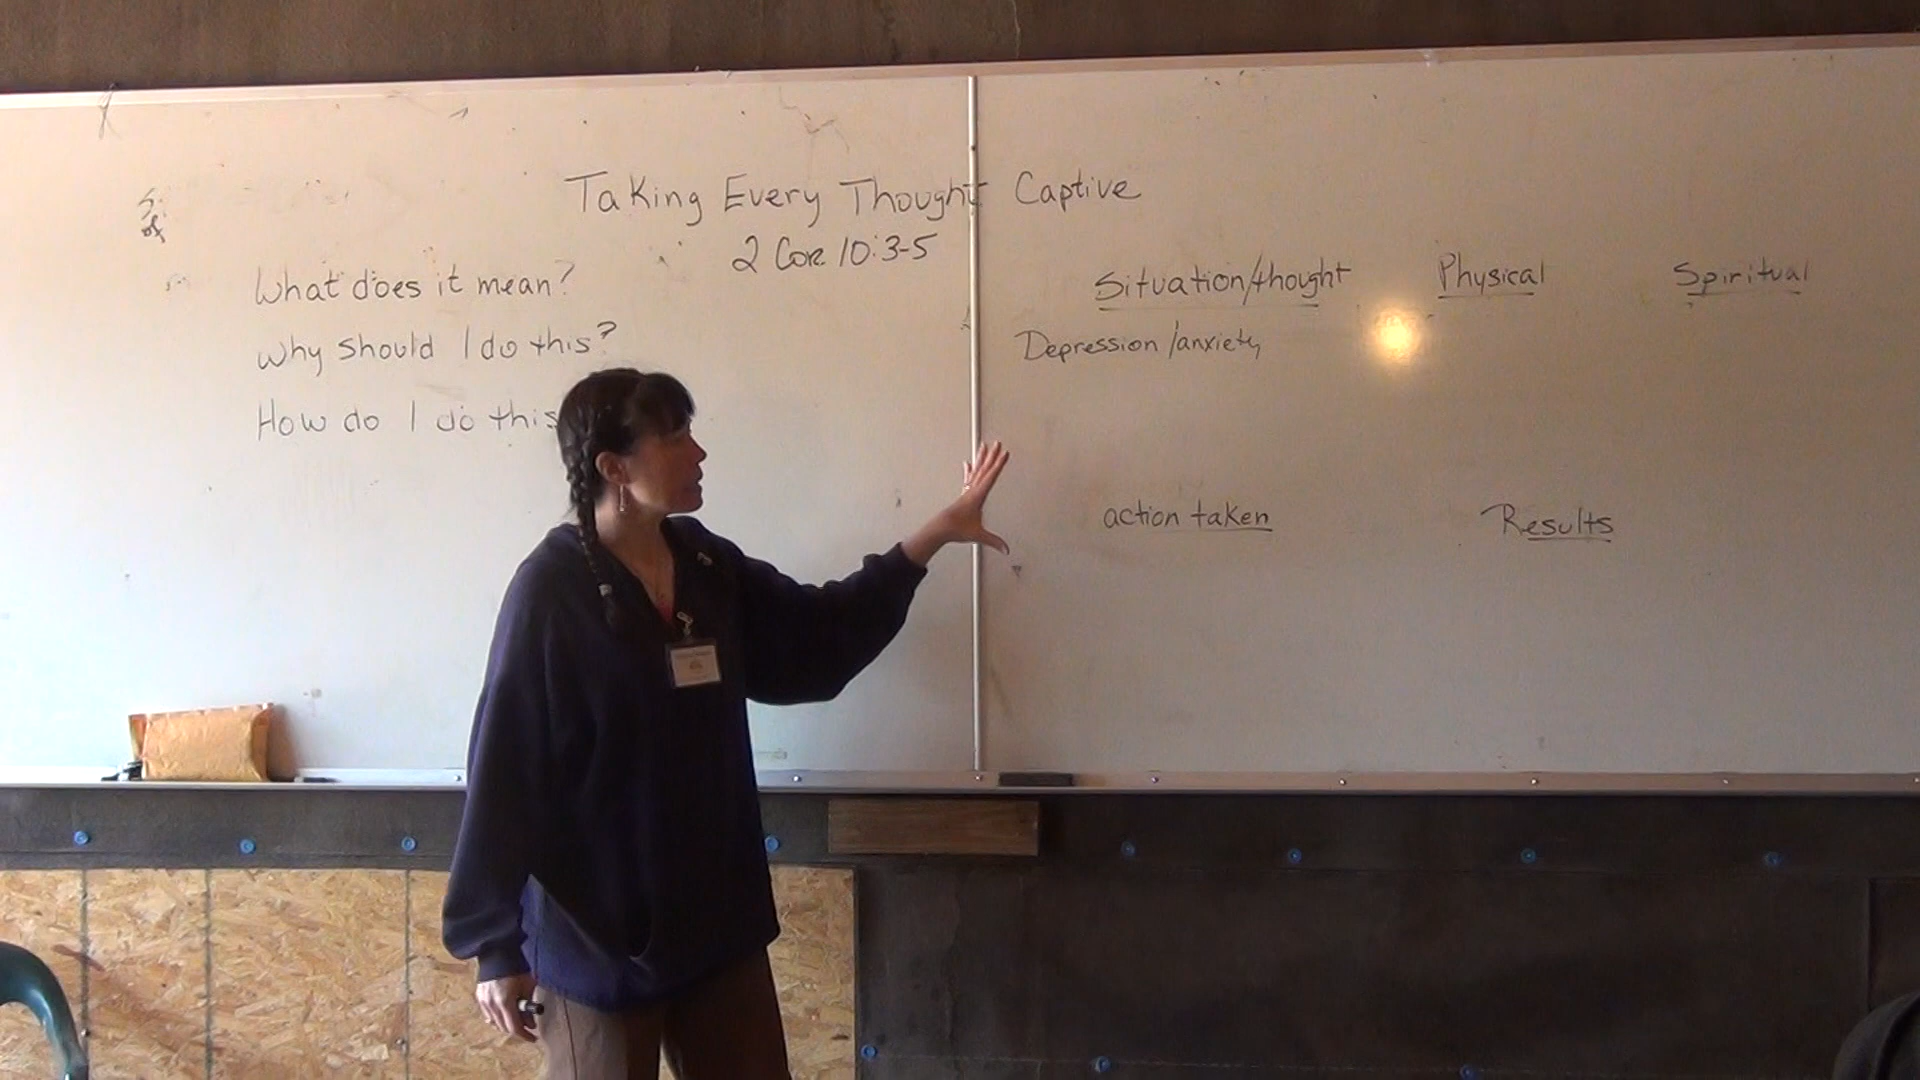 Taking Every Thought Captive
2 Cor. 10:3-5
What does it mean?
Why should I do this?
How do I do this
Situation/thought Physical Spiritual
Depression/anxiety
action taken Results